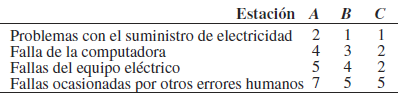 Estación A B C
Problemas con el suministro de electricidad 2 1 1
Falla de la computadora 4 3 2
Fallas del equipo eléctrico 5 4 2
Fallas ocasionadas por otros errores humanos 7 5 5